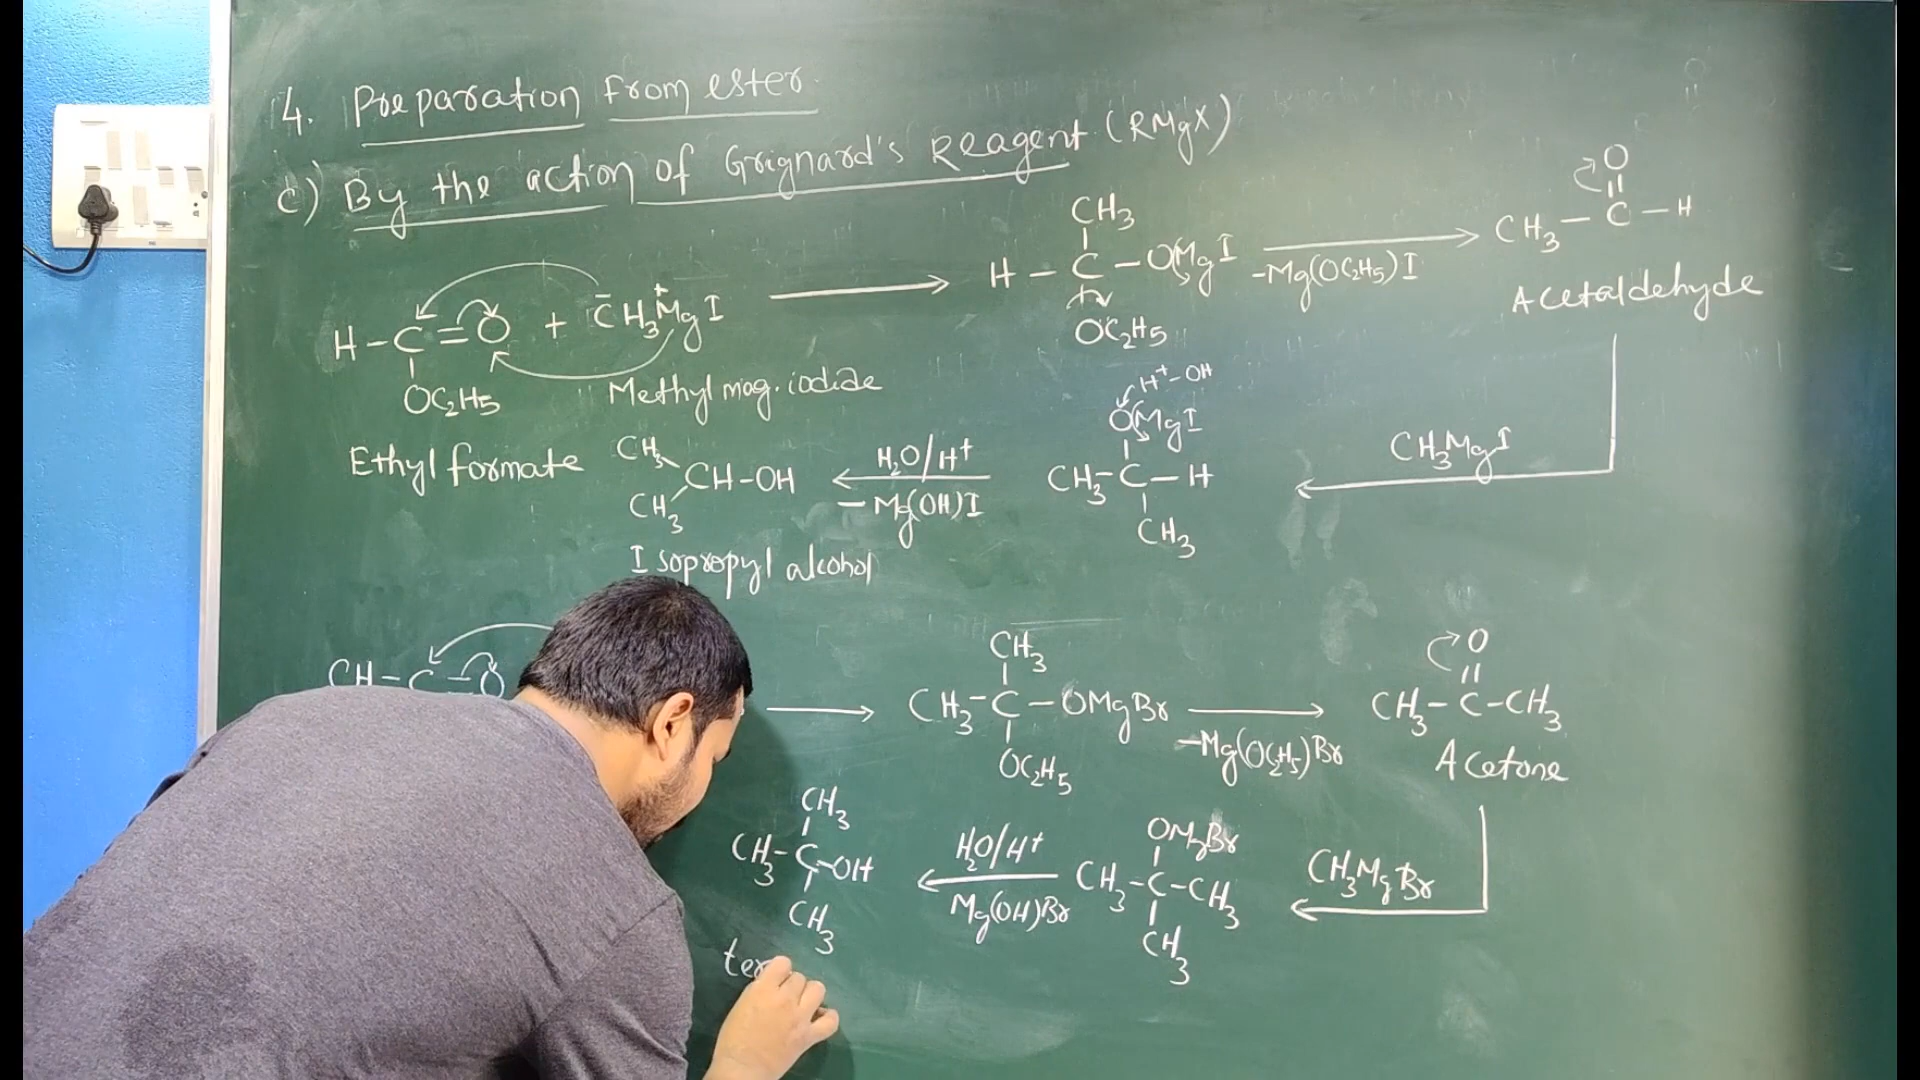 4. Preparation from ester
c) By the action of Grignard's Reagent (RMgX)
CH3
H - C - OMgI
OC2H5
-Mg(OC2H5)I
O
CH3 - C - H
Acetaldehyde
H - C = O + CH3MgI
OC2H5
Methyl mag. iodide
Ethyl formate
CH3MgI
H+-OH
OMgI
CH3-C-H
CH3
H2O/H+
- Mg(OH)I
CH3
CH-OH
CH3
Isopropyl alcohol
CH-C=O
CH3
CH3-C-OMgBr
OC2H5
-Mg(OC2H5)Br
O
CH3-C-CH3
Acetone
CH3MgBr
OMgBr
CH3-C-CH3
CH3
H2O/H+
Mg(OH)Br
CH3
CH3-C-OH
CH3
ter